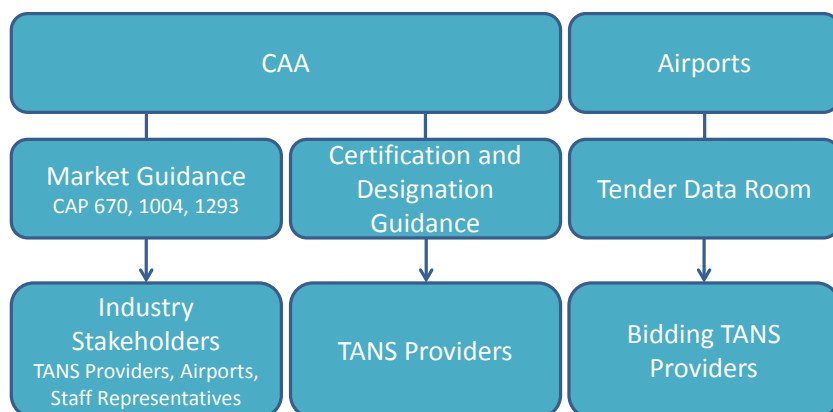 CAA
Airports
Market Guidance
CAP 670, 1004, 1293
Certification and
Designation
Guidance
Tender Data Room
Industry
Stakeholders
TANS Providers, Airports,
Staff Representatives
TANS Providers
Bidding TANS
Providers